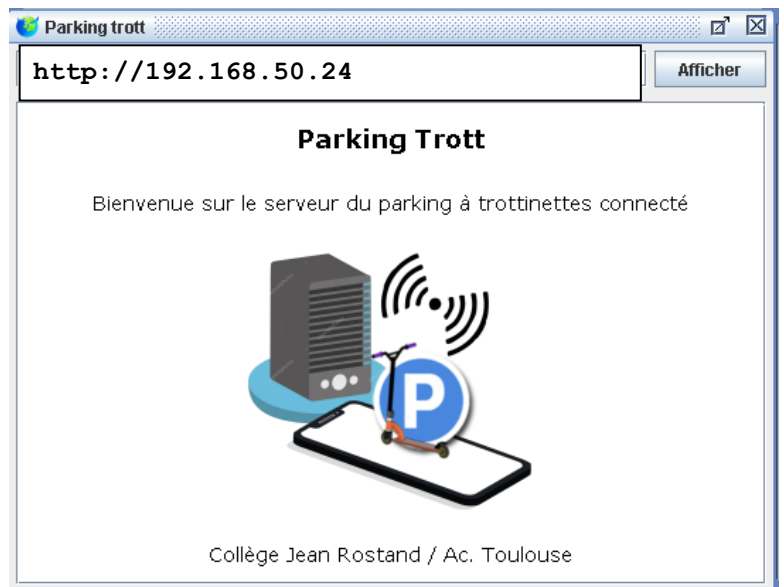 Parking trott
http://192.168.50.24
Afficher
Parking Trott
Bienvenue sur le serveur du parking à trottinettes connecté
P
Collège Jean Rostand / Ac. Toulouse